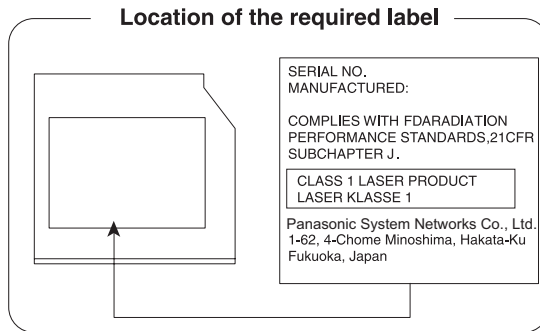 Location of the required label
SERIAL NO.
MANUFACTURED:
COMPLIES WITH FDARADIATION
PERFORMANCE STANDARDS,21CFR
SUBCHAPTER J.
CLASS 1 LASER PRODUCT
LASER KLASSE 1
Panasonic System Networks Co., Ltd.
1-62, 4-Chome Minoshima, Hakata-Ku
Fukuoka, Japan